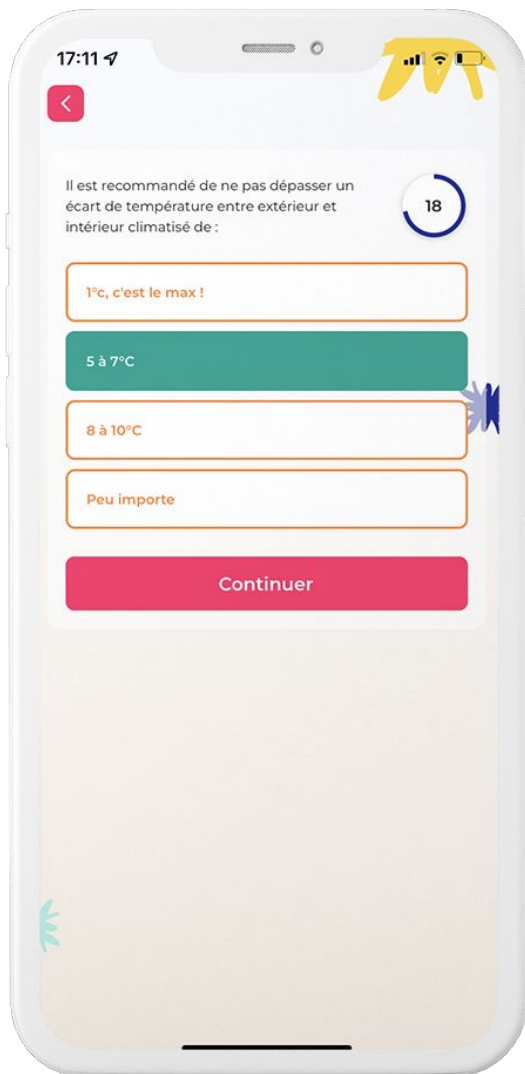 17:11
Il est recommandé de ne pas dépasser un
écart de température entre extérieur et
intérieur climatisé de :
18
1°c, c'est le max !
5 à 7°C
8 à 10°C
Peu importe
Continuer